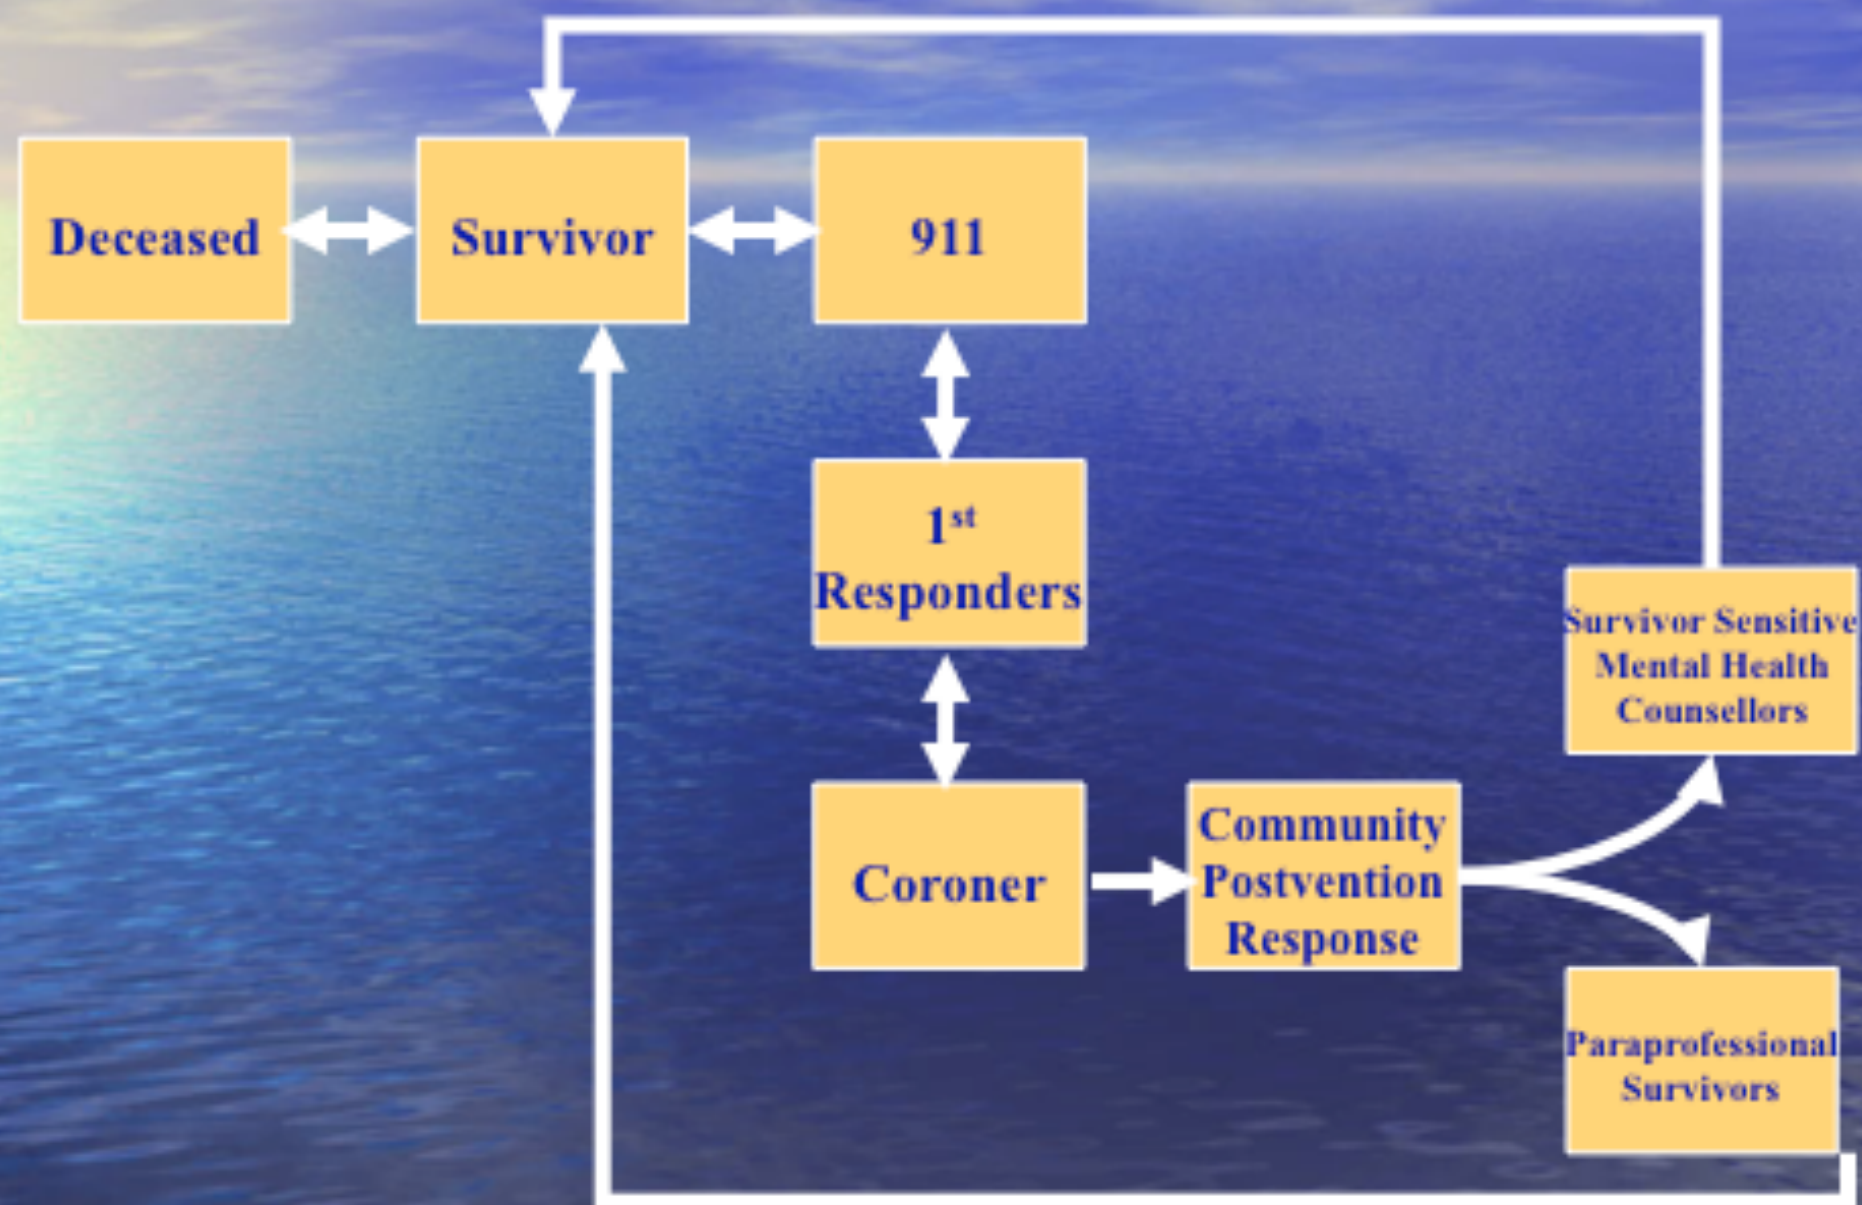 Deceased
Survivor
911
1st
Responders
Survivor Sensitive
Mental Health
Counsellors
Coroner
Community
Postvention
Response
Paraprofessional
Survivors